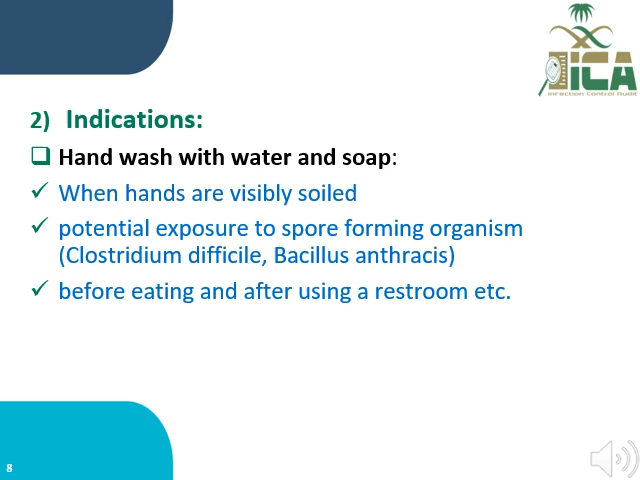 iCA
Infection Control Audit
2) Indications:
Hand wash with water and soap:
When hands are visibly soiled
potential exposure to spore forming organism
(Clostridium difficile, Bacillus anthracis)
before eating and after using a restroom etc.
8